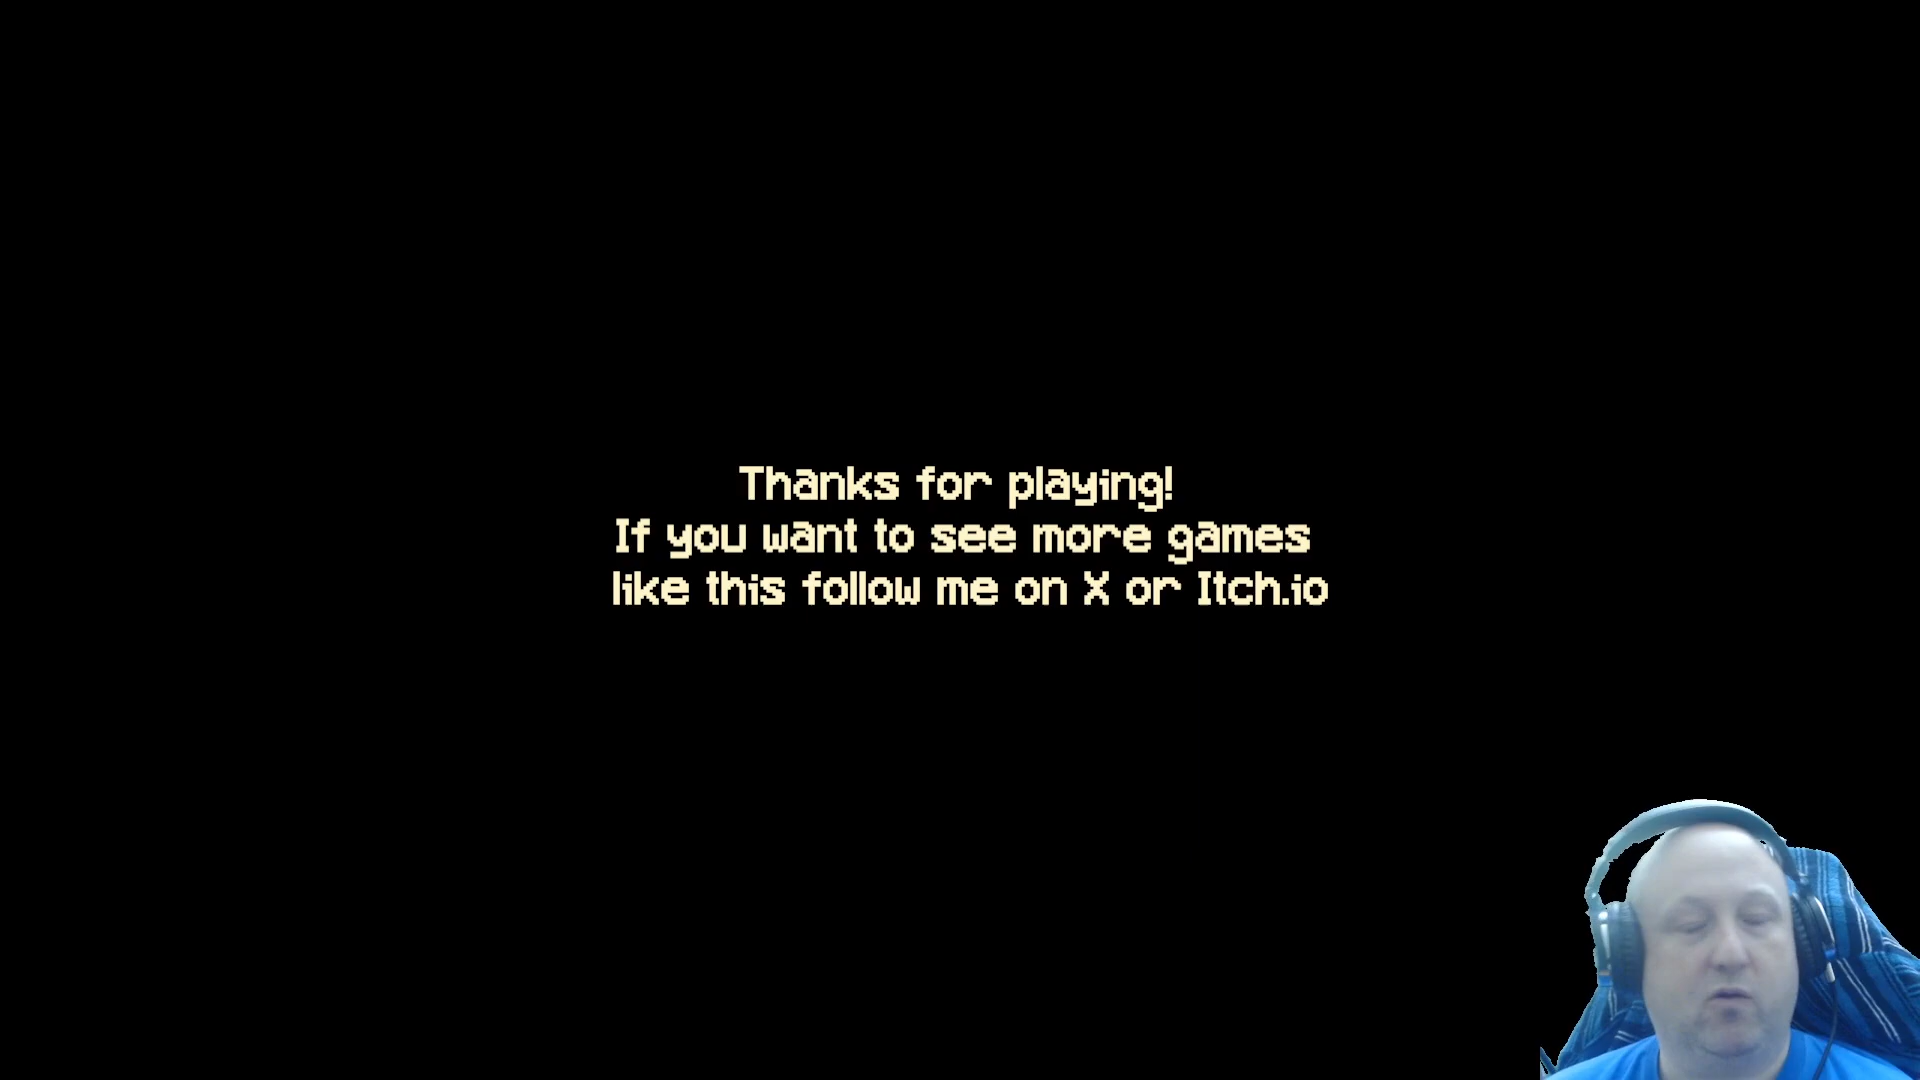 Thanks for playing!
If you want to see more games
like this follow me on X or Itch.io